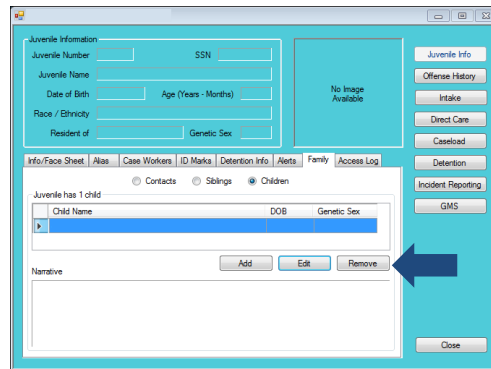 Juvenile Information
Juvenile Number SSN
Juvenile Name
Date of Birth Age (Years - Months)
Race / Ethnicity
Resident of Genetic Sex
No Image
Available
Juvenile Info
Offense History
Intake
Direct Care
Caseload
Detention
Incident Reporting
GMS
Info/Face Sheet Alias Case Workers ID Marks Detention Info Alerts Family Access Log
Contacts Siblings Children
Juvenile has 1 child
Child Name DOB Genetic Sex
Add Edit Remove
Narrative
Close